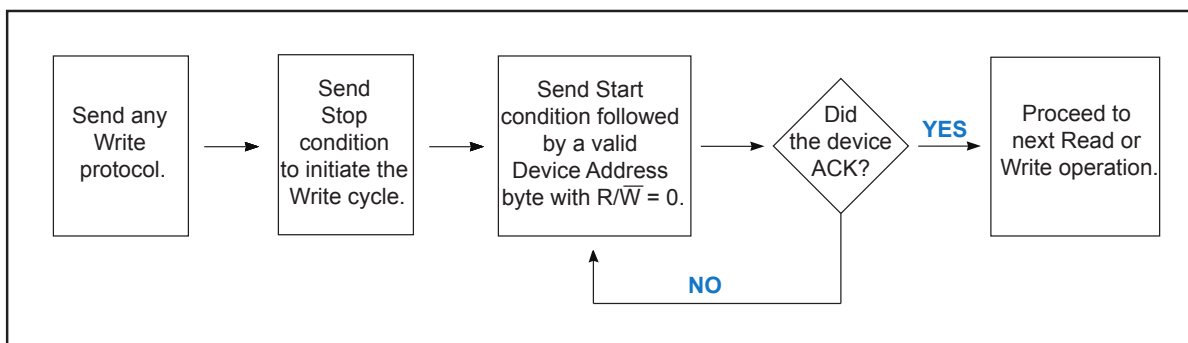 Send any
Write
protocol.
Send
Stop
condition
to initiate the
Write cycle.
Send Start
condition followed
by a valid
Device Address
byte with R/W̅ = 0.
Did
the device
ACK?
YES
NO
Proceed to
next Read or
Write operation.